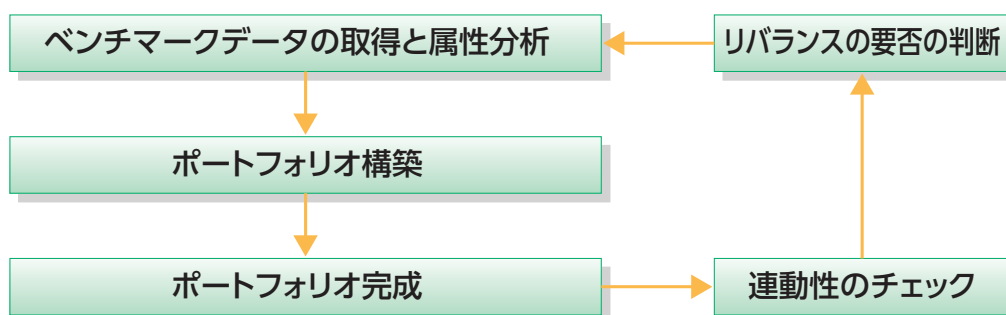 ベンチマークデータの取得と属性分析
リバランスの要否の判断
ポートフォリオ構築
ポートフォリオ完成
連動性のチェック